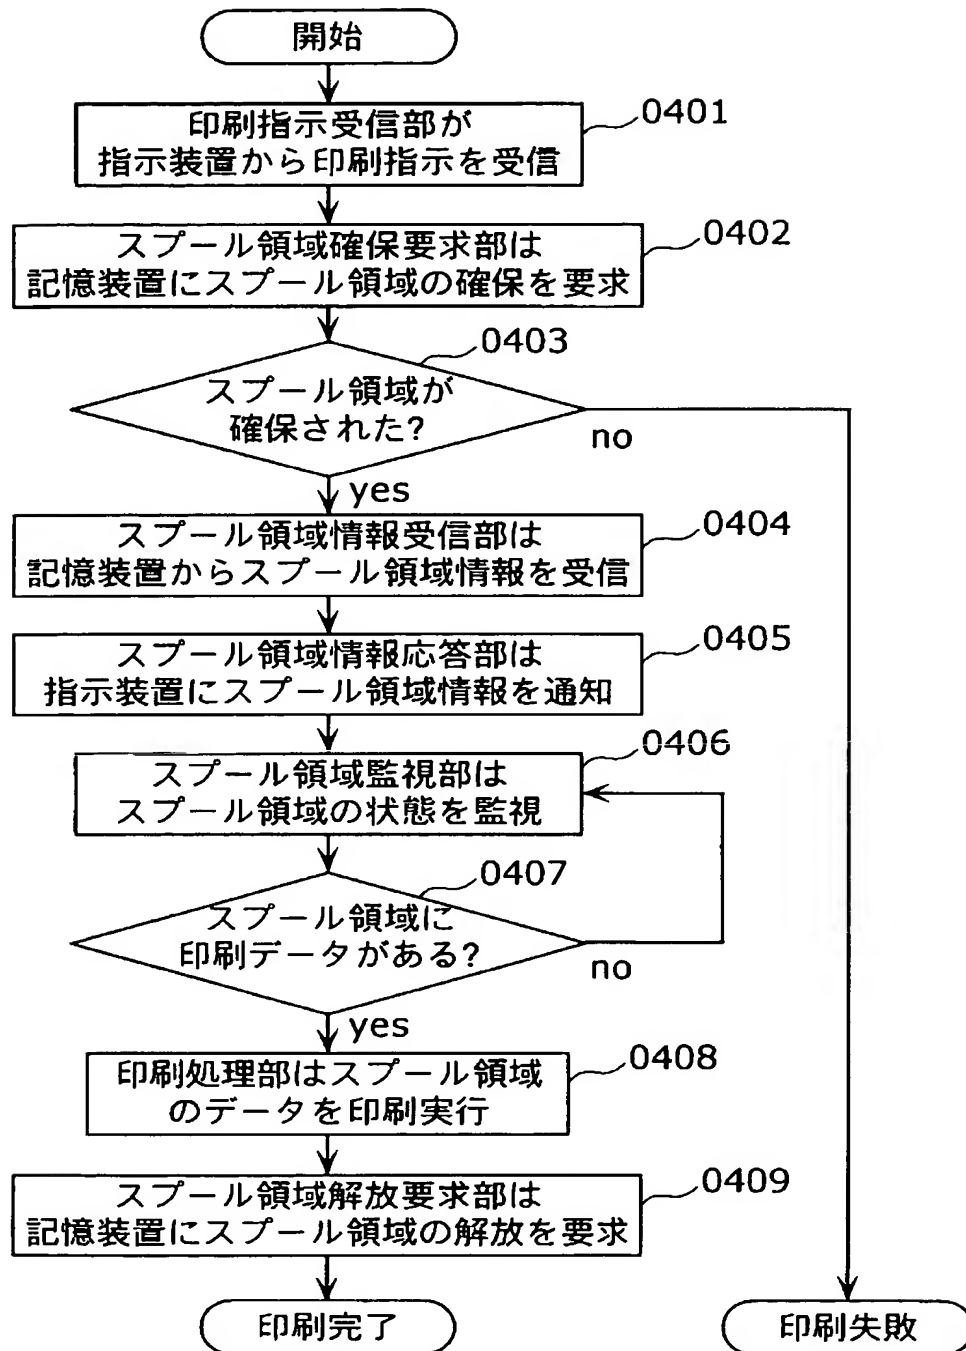 開始
印刷指示受信部が
指示装置から印刷指示を受信
0401
スプール領域確保要求部は
記憶装置にスプール領域の確保を要求
0402
スプール領域が
確保された?
0403
no
yes
スプール領域情報受信部は
記憶装置からスプール領域情報を受信
0404
スプール領域情報応答部は
指示装置にスプール領域情報を通知
0405
スプール領域監視部は
スプール領域の状態を監視
0406
スプール領域に
印刷データがある?
0407
no
yes
印刷処理部はスプール領域
のデータを印刷実行
0408
スプール領域解放要求部は
記憶装置にスプール領域の解放を要求
0409
印刷完了
印刷失敗